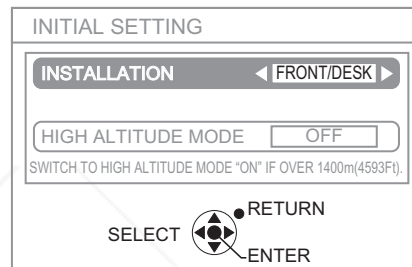 INITIAL SETTING
INSTALLATION FRONT/DESK
HIGH ALTITUDE MODE OFF
SWITCH TO HIGH ALTITUDE MODE “ON” IF OVER 1400m(4593Ft).
RETURN
SELECT
ENTER